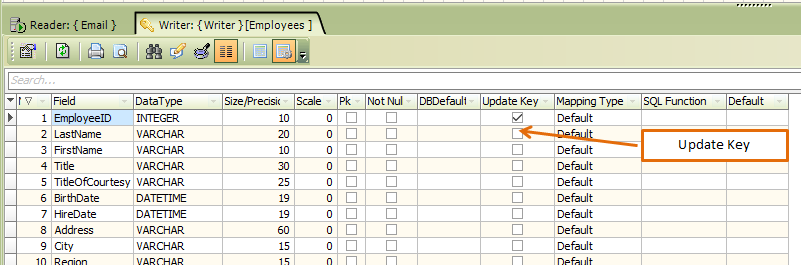 Reader: { Email }
Writer: { Writer }[Employees ]
Search...
Field DataType Size/Precisic Scale Pk Not Nul DBDefault Update Key Mapping Type SQL Function Default
1 EmployeeID INTEGER 10 0 Default
2 LastName VARCHAR 20 0 Default
3 FirstName VARCHAR 10 0 Default
4 Title VARCHAR 30 0 Default
5 TitleOfCourtesy VARCHAR 25 0 Default
6 BirthDate DATETIME 19 0 Default
7 HireDate DATETIME 19 0 Default
8 Address VARCHAR 60 0 Default
9 City VARCHAR 15 0 Default
10 Region VARCHAR 15 0 Default
Update Key